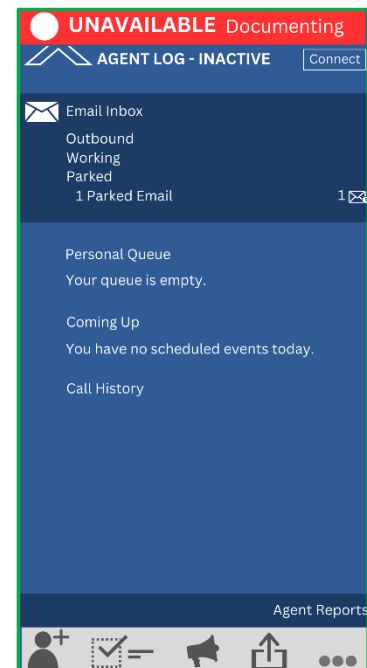 UNAVAILABLE Documenting
AGENT LOG - INACTIVE Connect
Email Inbox
Outbound
Working
Parked
1 Parked Email 1
Personal Queue
Your queue is empty.
Coming Up
You have no scheduled events today.
Call History
Agent Reports